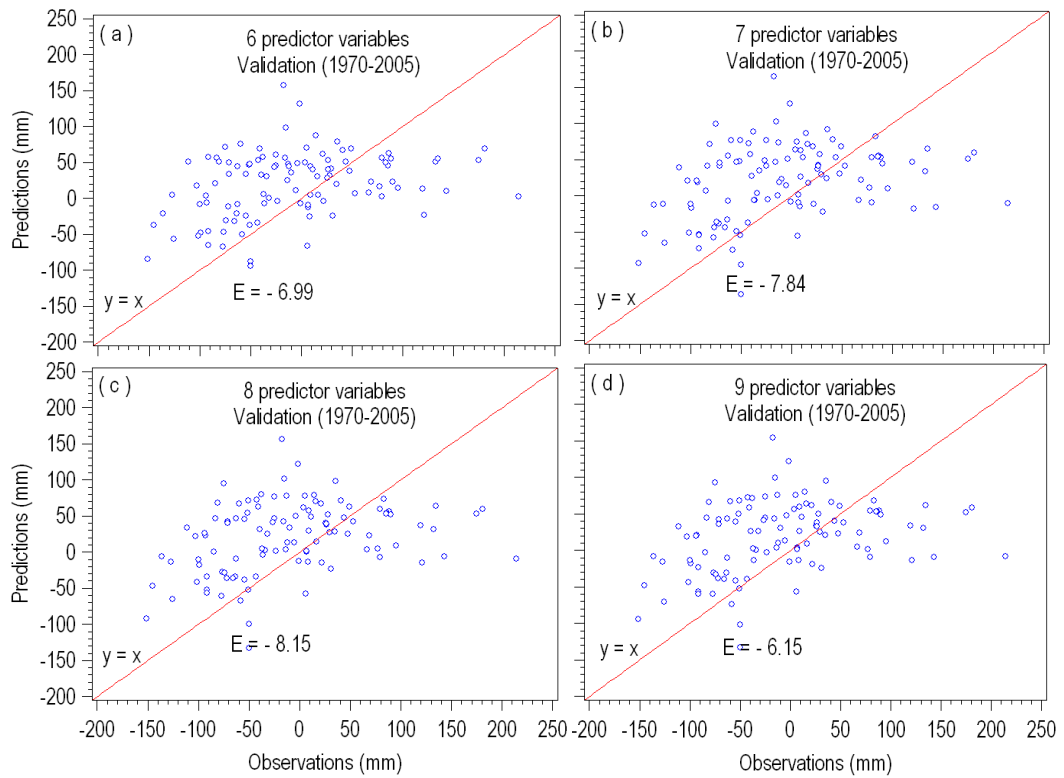 250
200
150
100
50
0
-50
-100
-150
-200
Predictions (mm)
( a )
6 predictor variables
Validation (1970-2005)
y = x
E = - 6.99
( b )
7 predictor variables
Validation (1970-2005)
y = x
E = - 7.84
250
200
150
100
50
0
-50
-100
-150
-200
Predictions (mm)
( c )
8 predictor variables
Validation (1970-2005)
y = x
E = - 8.15
( d )
9 predictor variables
Validation (1970-2005)
y = x
E = - 6.15
-200 -150 -100 -50 0 50 100 150 200 250
Observations (mm)
-200 -150 -100 -50 0 50 100 150 200 250
Observations (mm)